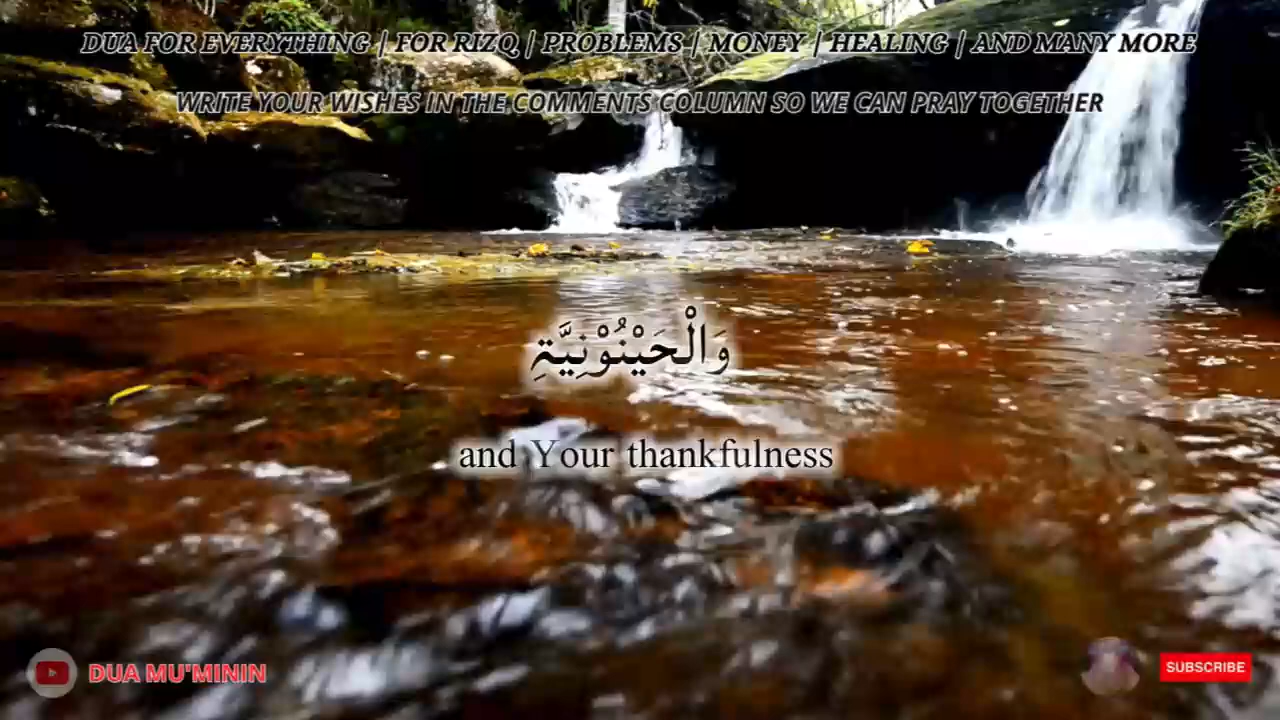 DUA FOR EVERYTHING | FOR RIZQ | PROBLEMS | MONEY | HEALING | AND MANY MORE
WRITE YOUR WISHES IN THE COMMENTS COLUMN SO WE CAN PRAY TOGETHER
وَالْحَيْنُوْنِيَّةِ
and Your thankfulness
DUA MU'MININ
SUBSCRIBE